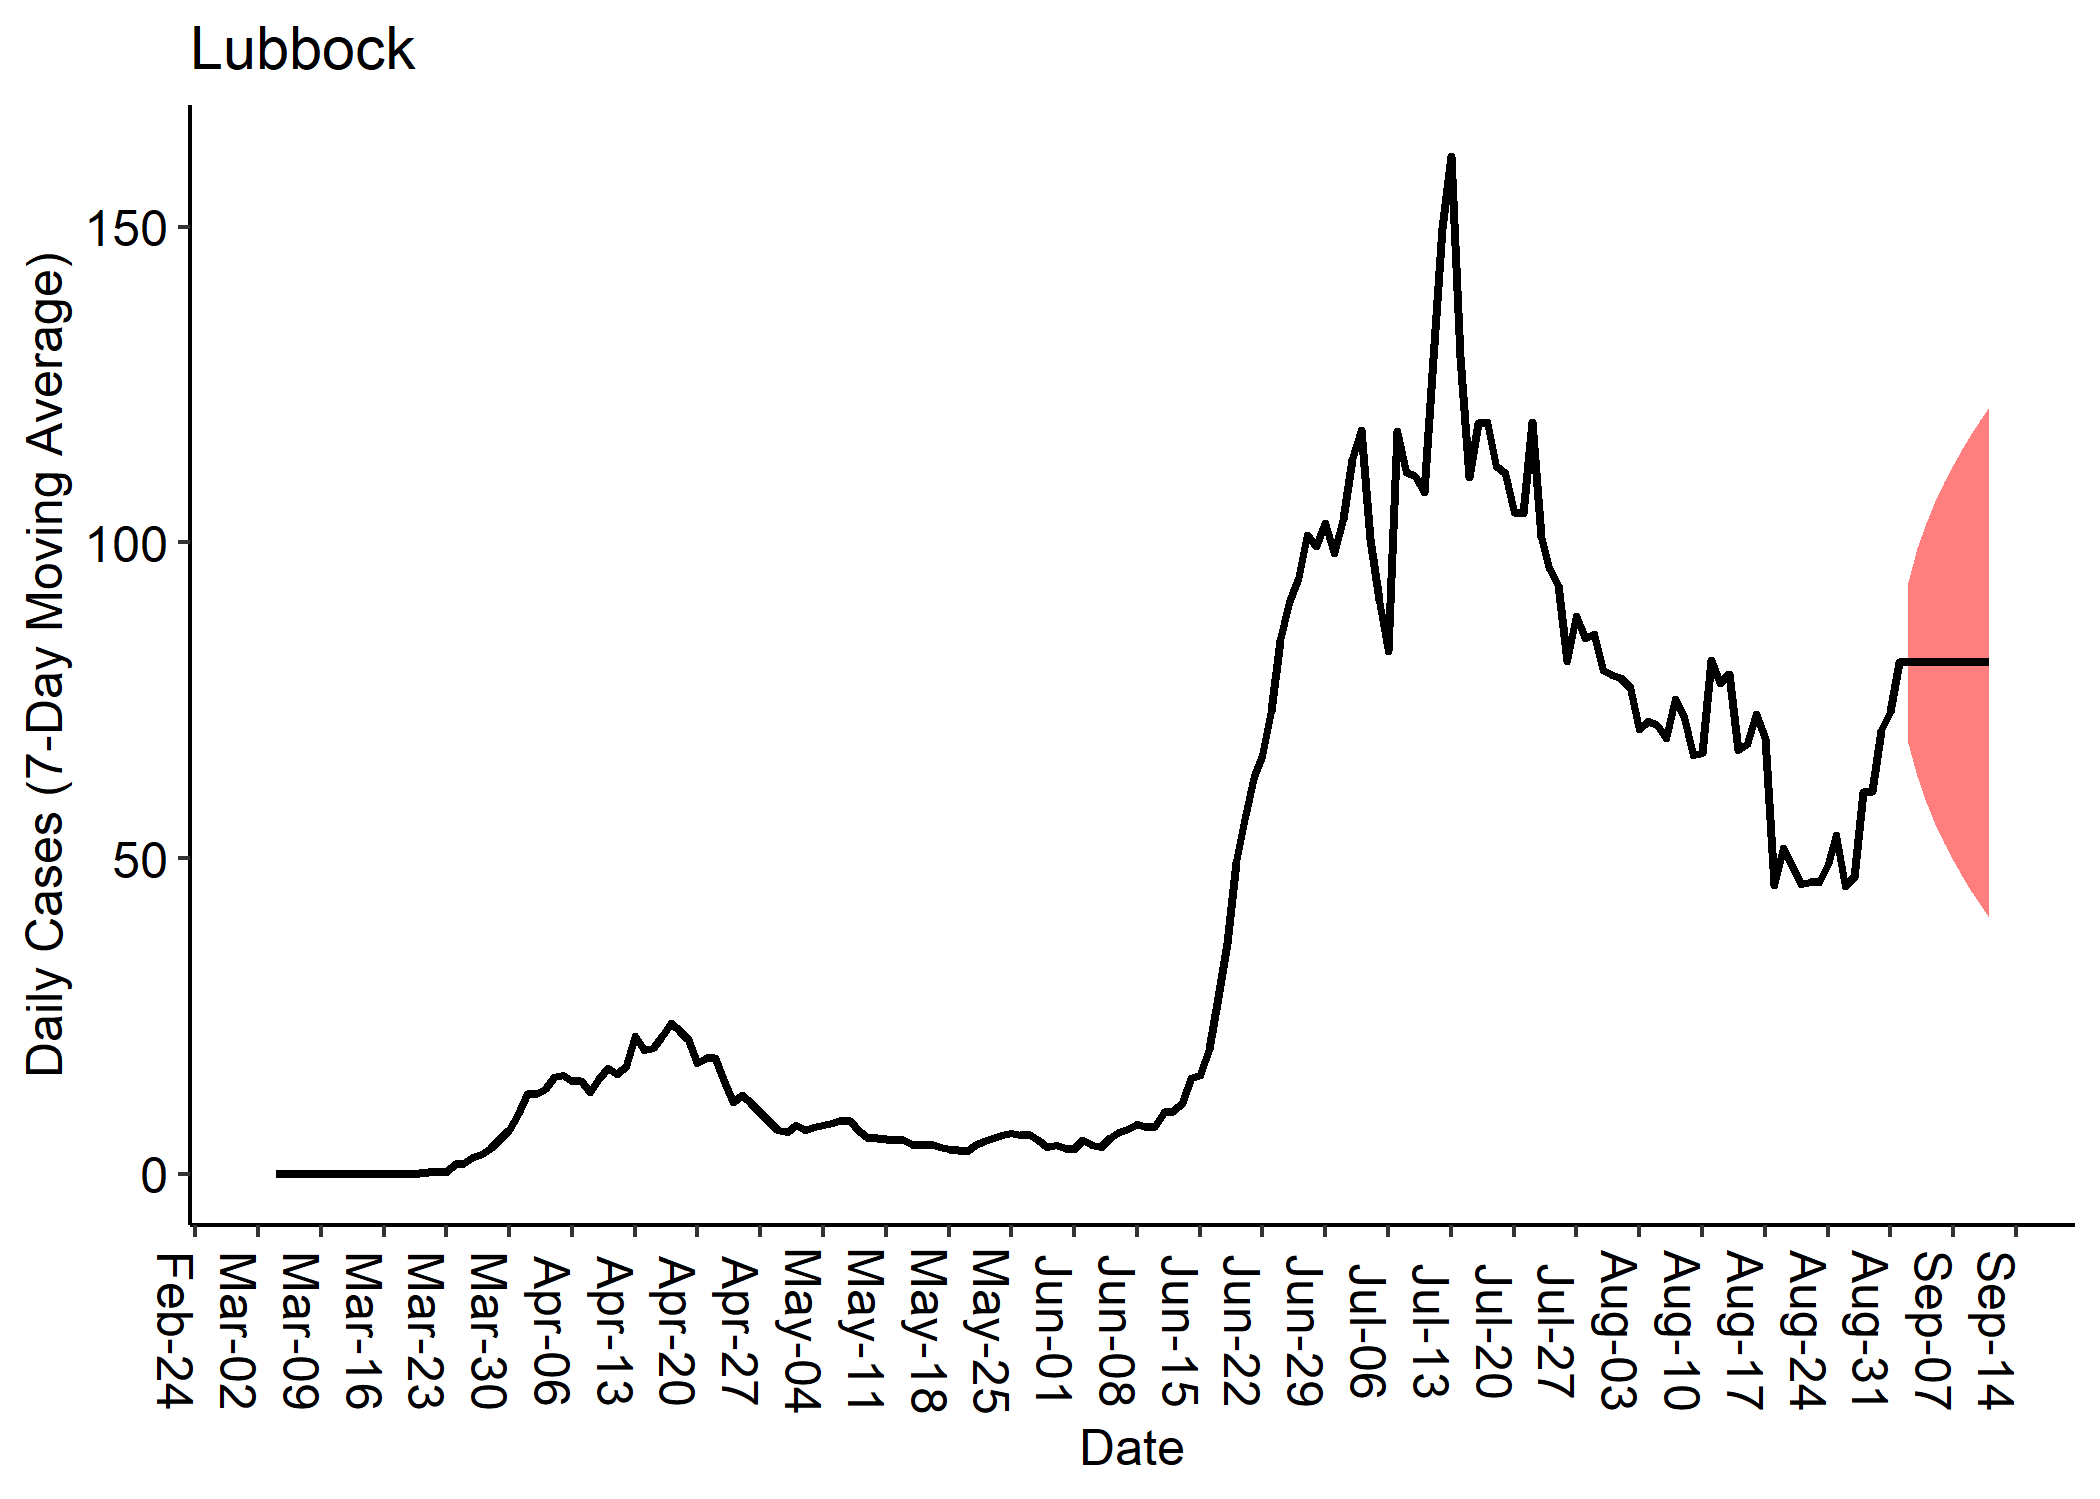 Lubbock
Daily Cases (7-Day Moving Average)
150
100
50
0
Feb-24
Mar-02
Mar-09
Mar-16
Mar-23
Mar-30
Apr-06
Apr-13
Apr-20
Apr-27
May-04
May-11
May-18
May-25
Jun-01
Jun-08
Jun-15
Jun-22
Jun-29
Jul-06
Jul-13
Jul-20
Jul-27
Aug-03
Aug-10
Aug-17
Aug-24
Aug-31
Sep-07
Sep-14
Date